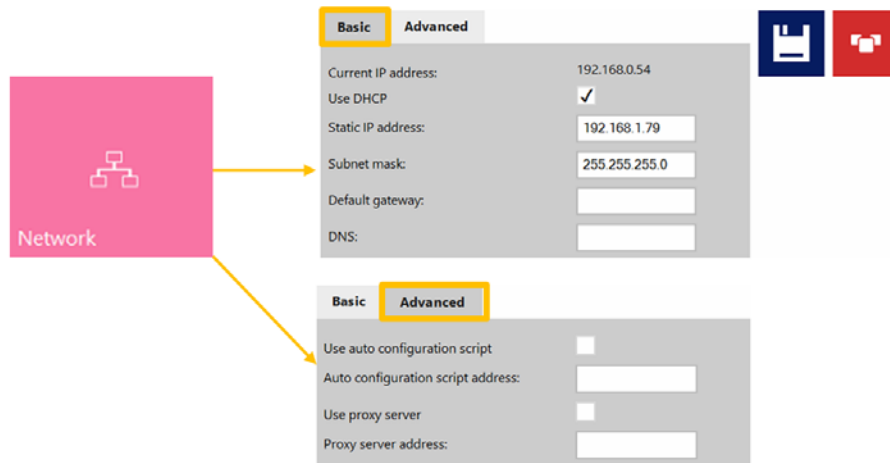 Basic Advanced
Current IP address: 192.168.0.54
Use DHCP
Static IP address: 192.168.1.79
Subnet mask: 255.255.255.0
Default gateway:
DNS:
Network
Basic Advanced
Use auto configuration script
Auto configuration script address:
Use proxy server
Proxy server address: